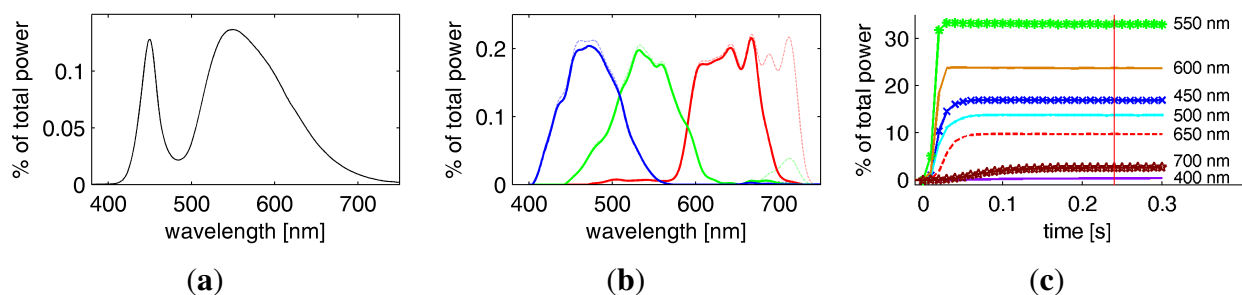 % of total power
0.1
0.05
0
400 500 600 700
wavelength [nm]
(a)
% of total power
0.2
0.1
0
400 500 600 700
wavelength [nm]
(b)
% of total power
30
20
10
0
0 0.1 0.2 0.3
time [s]
550 nm
600 nm
450 nm
500 nm
650 nm
700 nm
400 nm
(c)